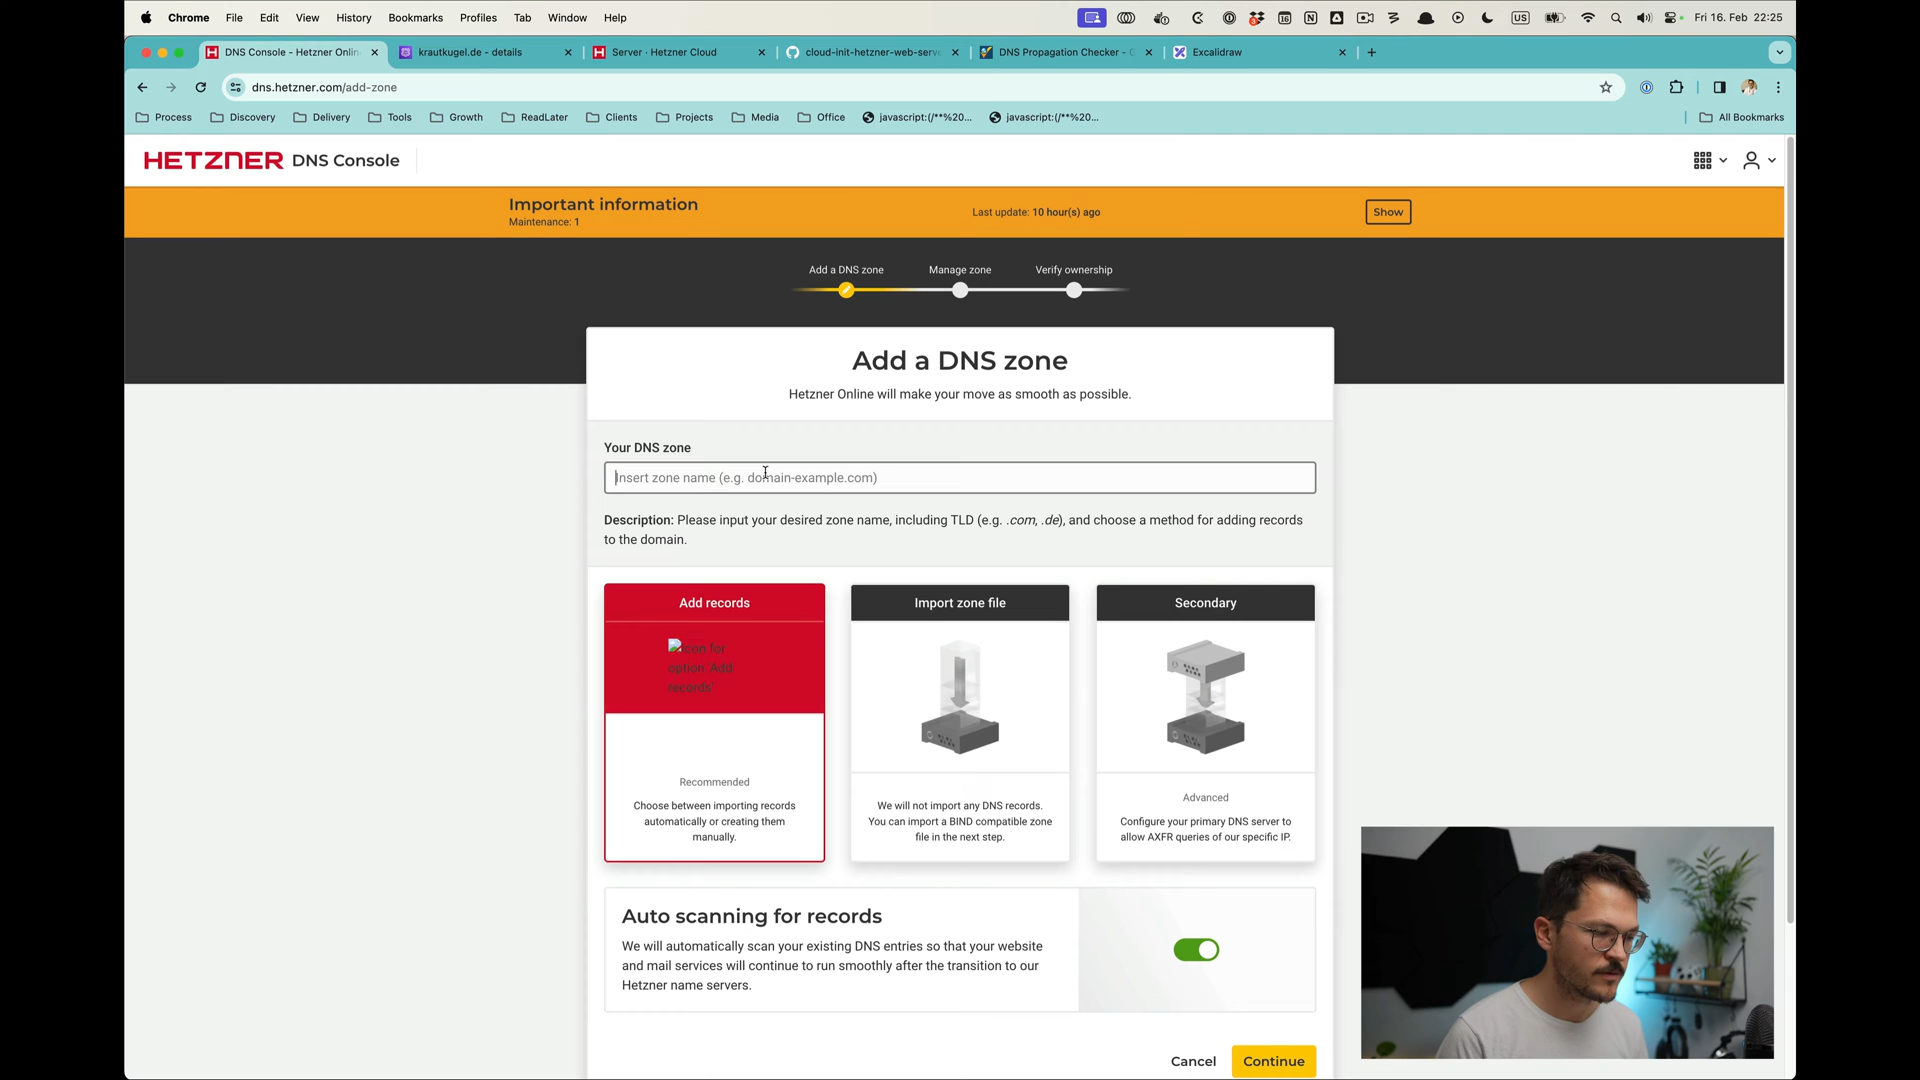 Chrome File Edit View History Bookmarks Profiles Tab Window Help
16 US Fri 16. Feb 22:25
DNS Console - Hetzner Onlin
krautkugel.de - details
Server · Hetzner Cloud
cloud-init-hetzner-web-serv
DNS Propagation Checker -
Excalidraw
dns.hetzner.com/add-zone
Process Discovery Delivery Tools Growth ReadLater Clients Projects Media Office javascript:(/**%20... javascript:(/**%20... All Bookmarks
HETZNER DNS Console
Important information
Maintenance: 1
Last update: 10 hour(s) ago
Show
Add a DNS zone Manage zone Verify ownership
Add a DNS zone
Hetzner Online will make your move as smooth as possible.
Your DNS zone
Insert zone name (e.g. domain-example.com)
Description: Please input your desired zone name, including TLD (e.g. .com, .de), and choose a method for adding records
to the domain.
Add records
Icon for
option 'Add
records'
Recommended
Choose between importing records
automatically or creating them
manually.
Import zone file
We will not import any DNS records.
You can import a BIND compatible zone
file in the next step.
Secondary
Advanced
Configure your primary DNS server to
allow AXFR queries of our specific IP.
Auto scanning for records
We will automatically scan your existing DNS entries so that your website
and mail services will continue to run smoothly after the transition to our
Hetzner name servers.
Cancel Continue